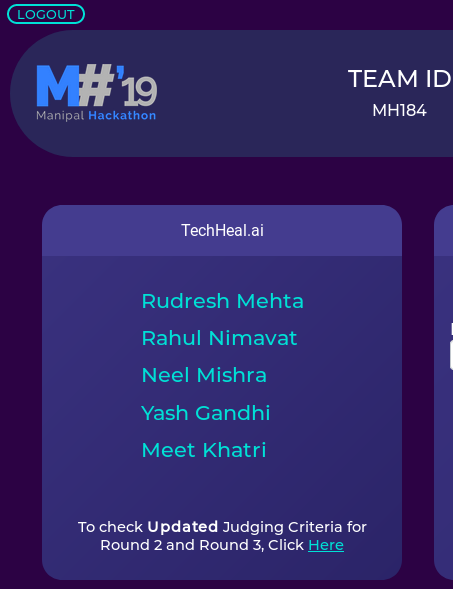 LOGOUT
M#'19
Manipal Hackathon
TEAM ID
MH184
TechHeal.ai
Rudresh Mehta
Rahul Nimavat
Neel Mishra
Yash Gandhi
Meet Khatri
To check Updated Judging Criteria for
Round 2 and Round 3, Click Here